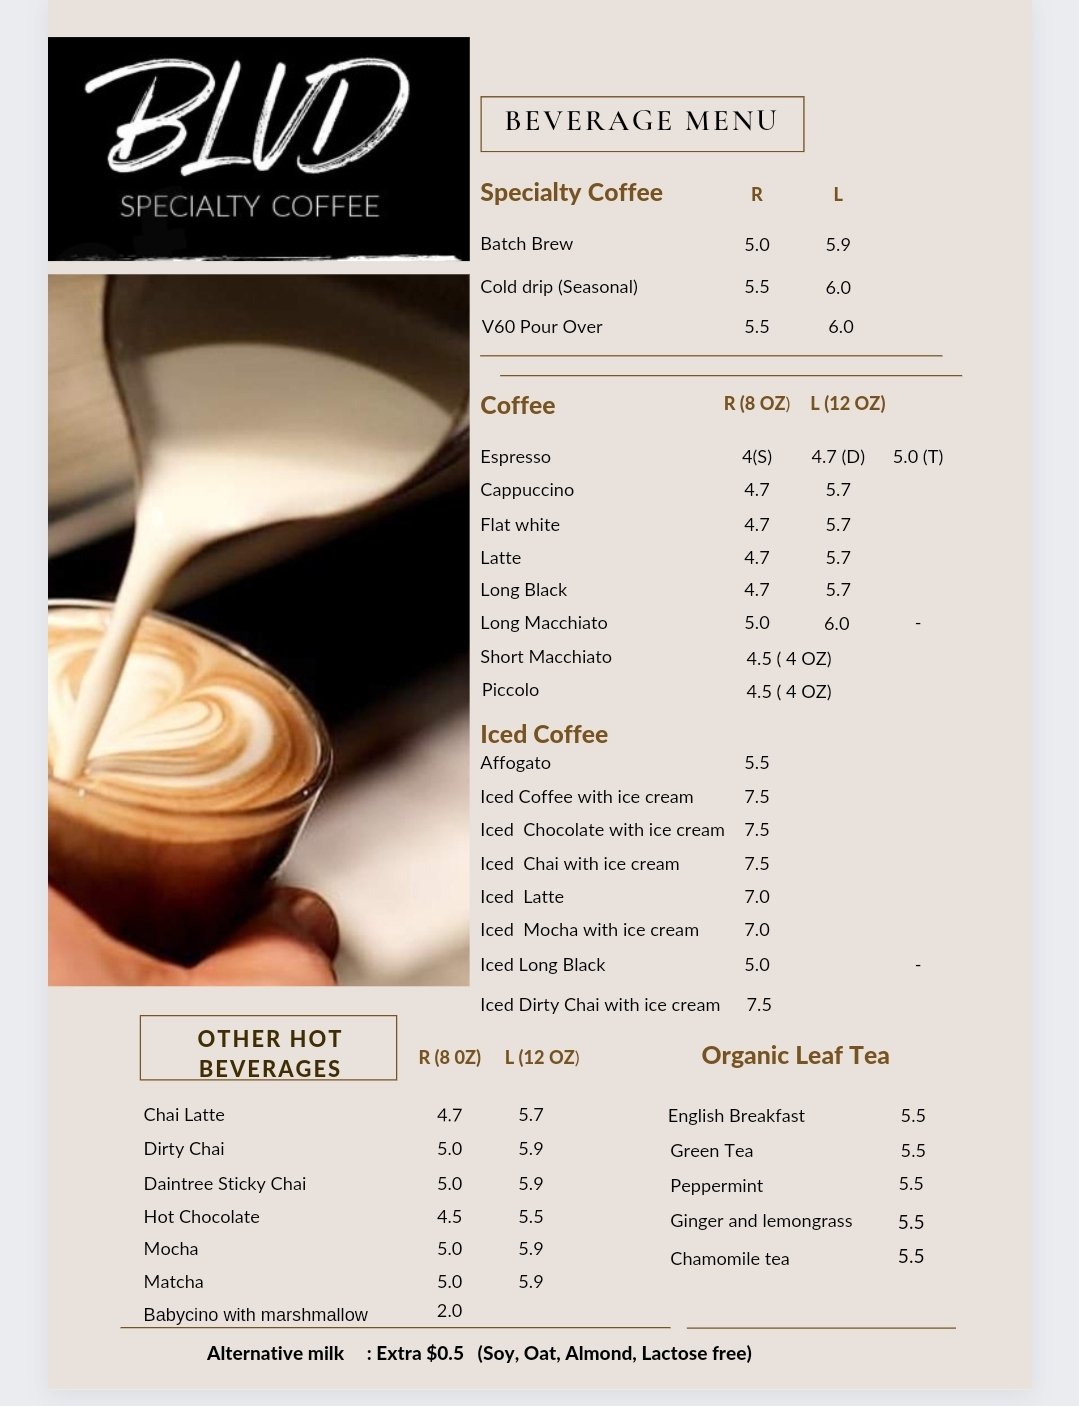 BLVD
SPECIALTY COFFEE
BEVERAGE MENU
Specialty Coffee R L
Batch Brew 5.0 5.9
Cold drip (Seasonal) 5.5 6.0
V60 Pour Over 5.5 6.0
Coffee R (8 OZ) L (12 OZ)
Espresso 4(S) 4.7 (D) 5.0 (T)
Cappuccino 4.7 5.7
Flat white 4.7 5.7
Latte 4.7 5.7
Long Black 4.7 5.7
Long Macchiato 5.0 6.0 -
Short Macchiato 4.5 ( 4 OZ)
Piccolo 4.5 ( 4 OZ)
Iced Coffee
Affogato 5.5
Iced Coffee with ice cream 7.5
Iced Chocolate with ice cream 7.5
Iced Chai with ice cream 7.5
Iced Latte 7.0
Iced Mocha with ice cream 7.0
Iced Long Black 5.0 -
Iced Dirty Chai with ice cream 7.5
OTHER HOT
BEVERAGES
R (8 0Z) L (12 OZ)
Chai Latte 4.7 5.7
Dirty Chai 5.0 5.9
Daintree Sticky Chai 5.0 5.9
Hot Chocolate 4.5 5.5
Mocha 5.0 5.9
Matcha 5.0 5.9
Babycino with marshmallow 2.0
Organic Leaf Tea
English Breakfast 5.5
Green Tea 5.5
Peppermint 5.5
Ginger and lemongrass 5.5
Chamomile tea 5.5
Alternative milk : Extra $0.5 (Soy, Oat, Almond, Lactose free)